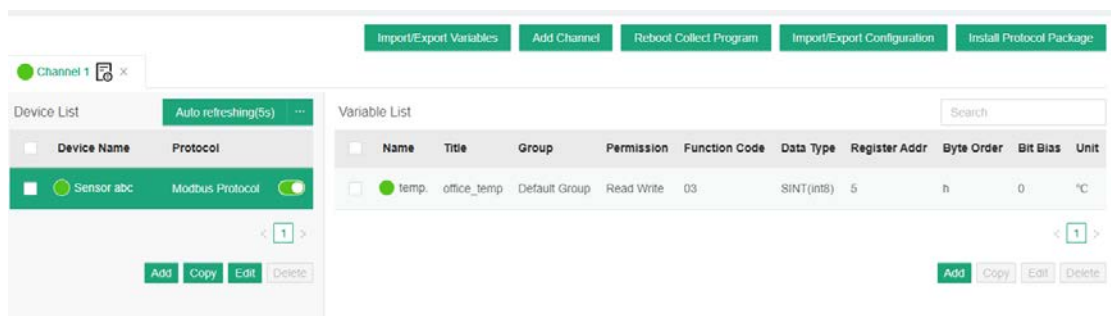 Import/Export Variables Add Channel Reboot Collect Program Import/Export Configuration Install Protocol Package
Channel 1
Device List Auto refreshing(5s) ... Variable List Search
Device Name Protocol Name Title Group Permission Function Code Data Type Register Addr Byte Order Bit Bias Unit
Sensor abc Modbus Protocol temp. office_temp Default Group Read Write 03 SINT(int8) 5 h 0 °C
< 1 > < 1 >
Add Copy Edit Delete Add Copy Edit Delete